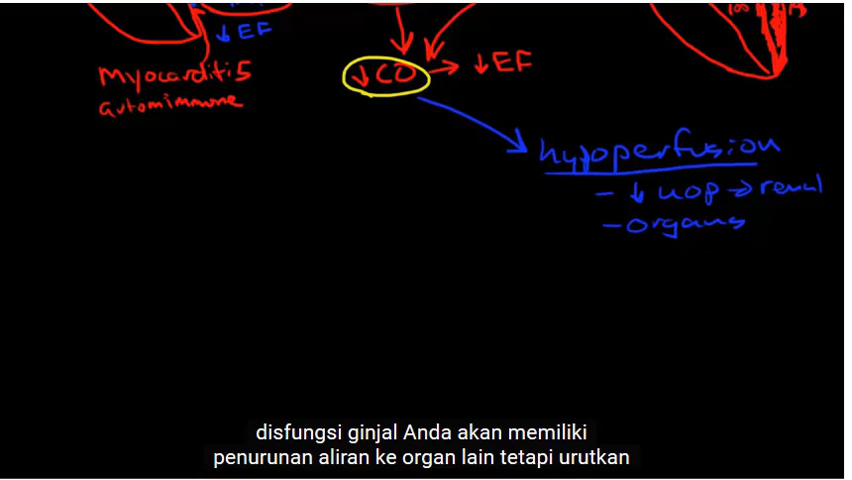 ↓ EF
Myocarditis
autoimmune
↓ CO → ↓ EF
100
hypoperfusion
- ↓ UOP → renal
- organs
disfungsi ginjal Anda akan memiliki
penurunan aliran ke organ lain tetapi urutkan